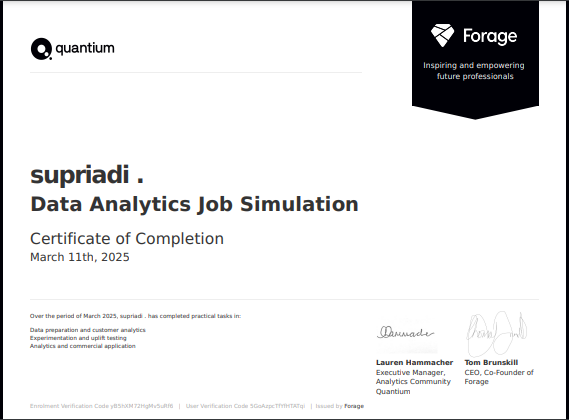 quantium
Forage
Inspiring and empowering
future professionals
supriadi .
Data Analytics Job Simulation
Certificate of Completion
March 11th, 2025
Over the period of March 2025, supriadi . has completed practical tasks in:
Data preparation and customer analytics
Experimentation and uplift testing
Analytics and commercial application
Lauren Hammacher
Executive Manager,
Analytics Community
Quantium
Tom Brunskill
CEO, Co-Founder of
Forage
Enrolment Verification Code | User Verification Code | Issued by Forage